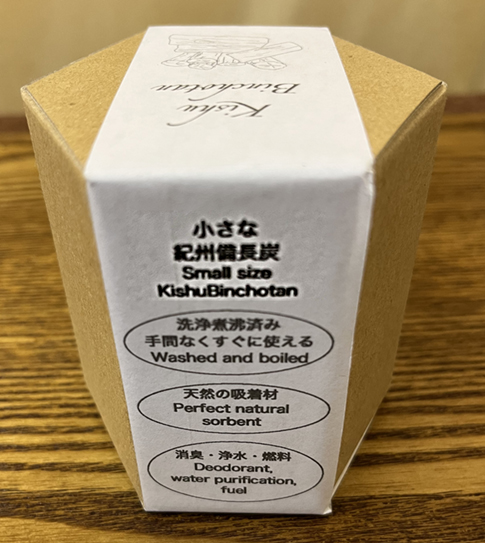 Kishu
Binchotan
小さな
紀州備長炭
Small size
KishuBinchotan
洗浄煮沸済み
手間なくすぐに使える
Washed and boiled
天然の吸着材
Perfect natural
sorbent
消臭・浄水・燃料
Deodorant,
water purification,
fuel